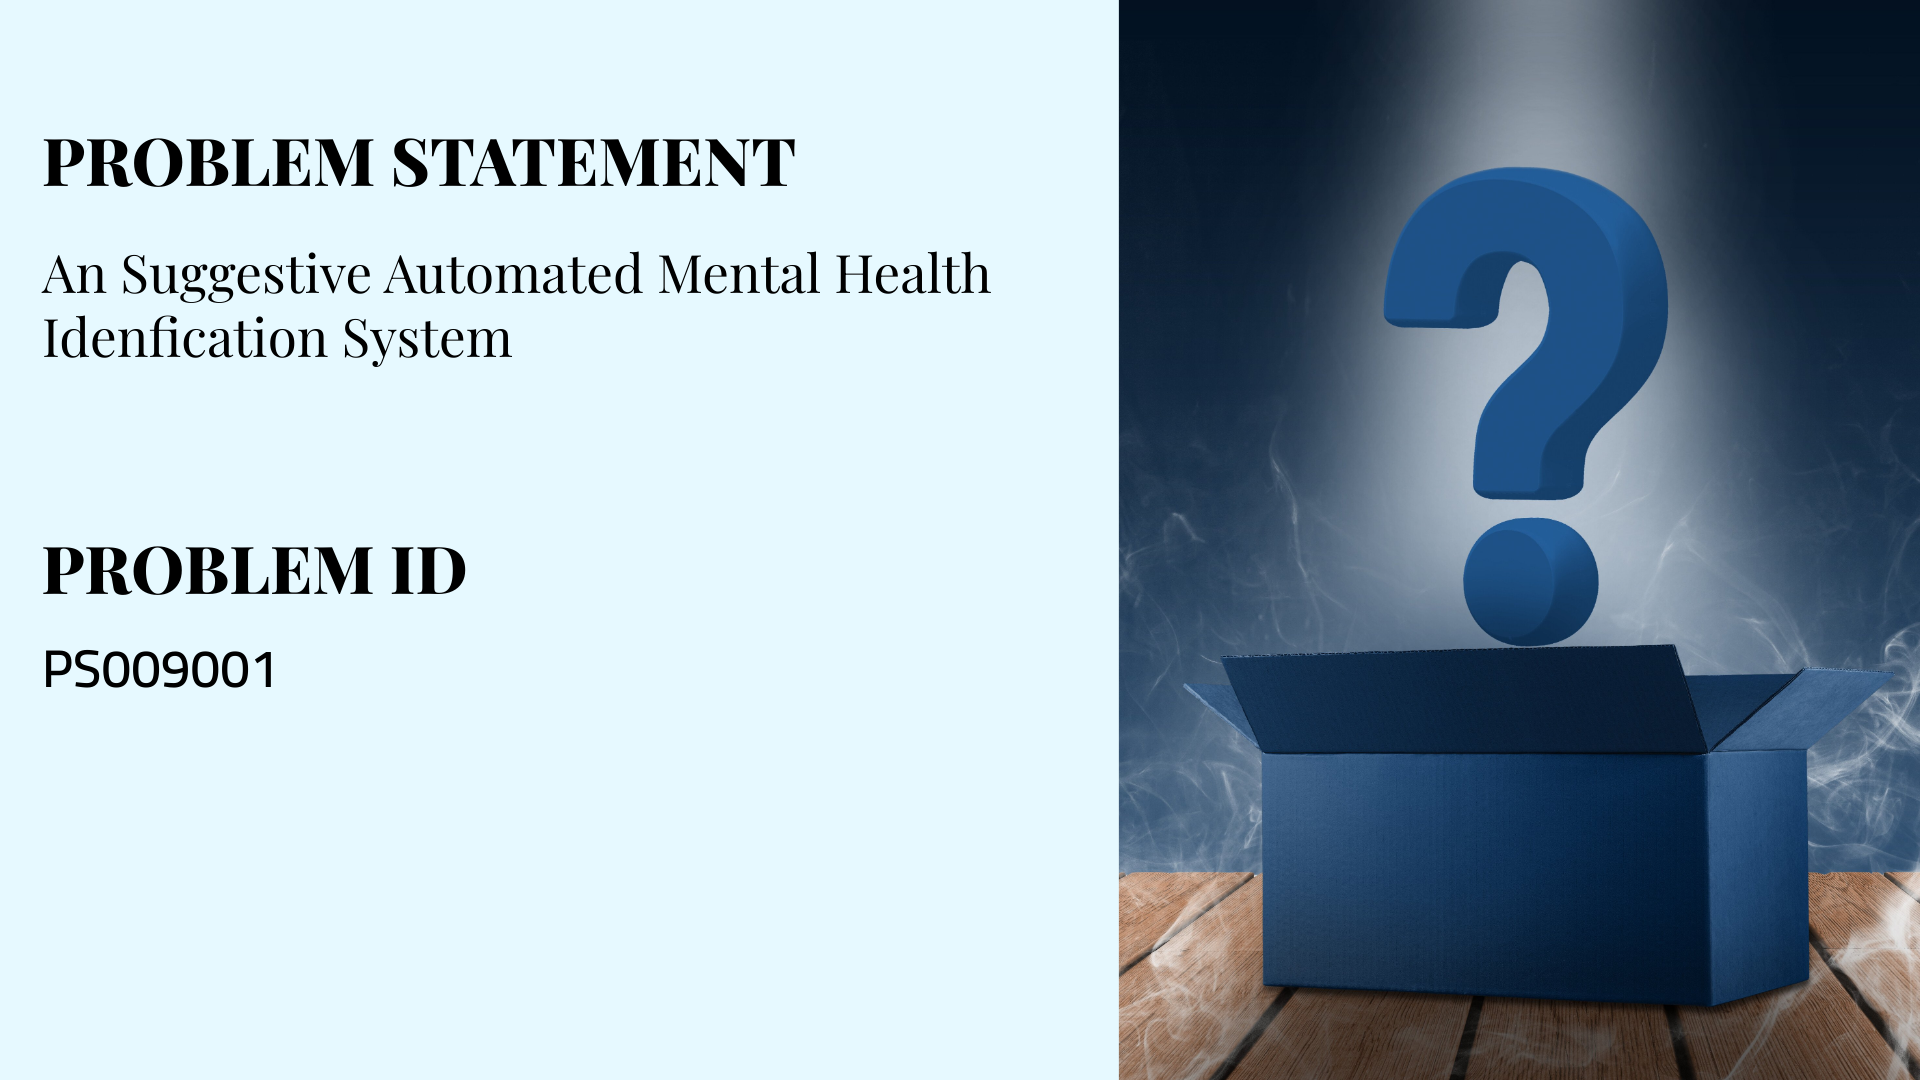 PROBLEM STATEMENT
An Suggestive Automated Mental Health
Idenfication System
PROBLEM ID
PS009001